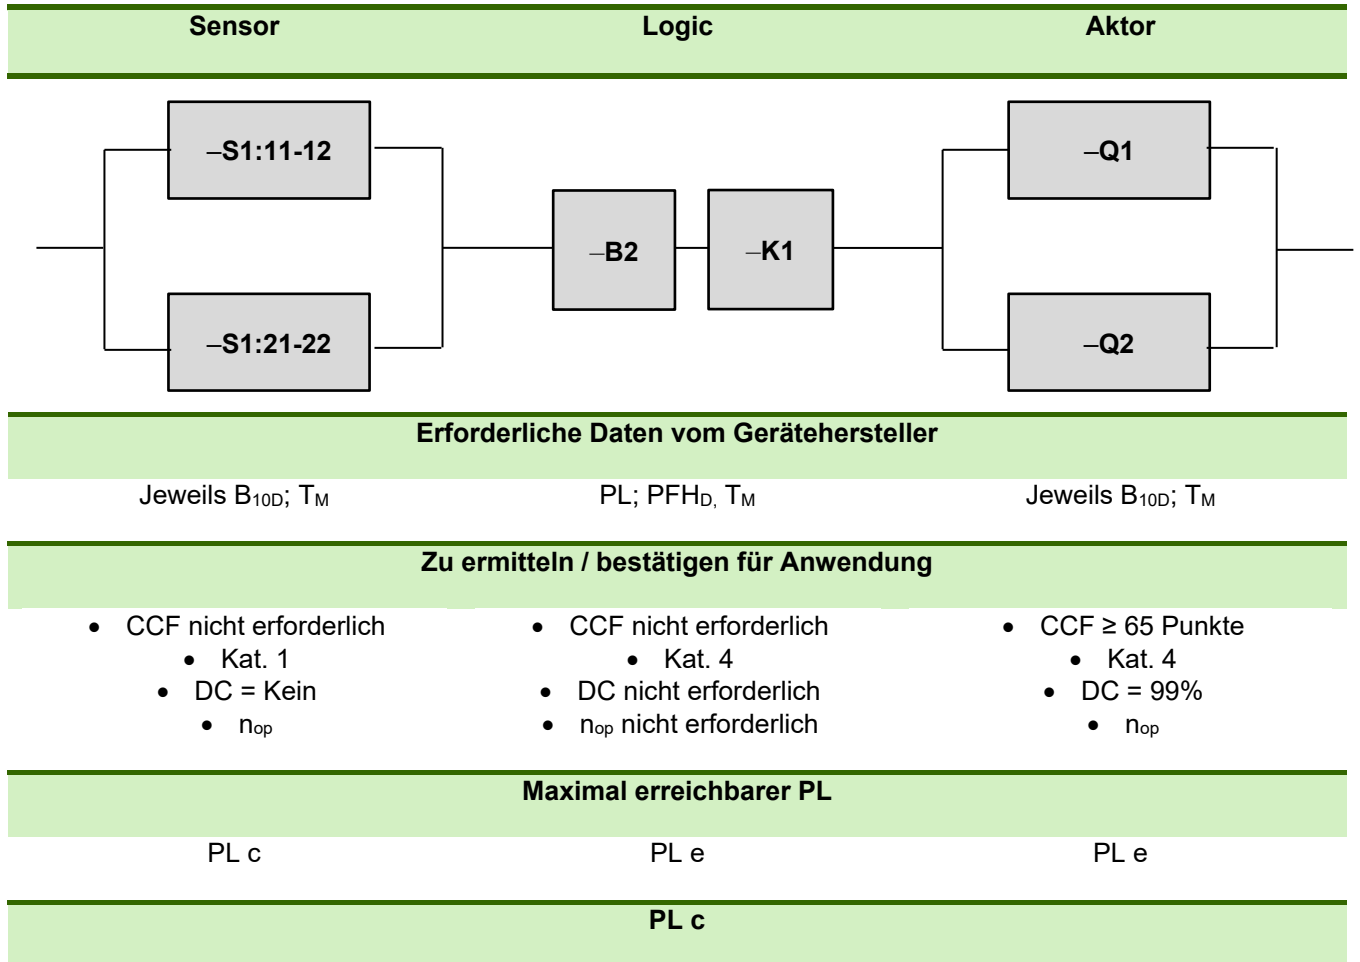 Sensor Logic Aktor
–S1:11-12
–Q1
–B2
–K1
–S1:21-22
–Q2
Erforderliche Daten vom Gerätehersteller
Jeweils B10D; TM PL; PFHD, TM Jeweils B10D; TM
Zu ermitteln / bestätigen für Anwendung
• CCF nicht erforderlich
• Kat. 1
• DC = Kein
• nop
• CCF nicht erforderlich
• Kat. 4
• DC nicht erforderlich
• nop nicht erforderlich
• CCF ≥ 65 Punkte
• Kat. 4
• DC = 99%
• nop
Maximal erreichbarer PL
PL c PL e PL e
PL c